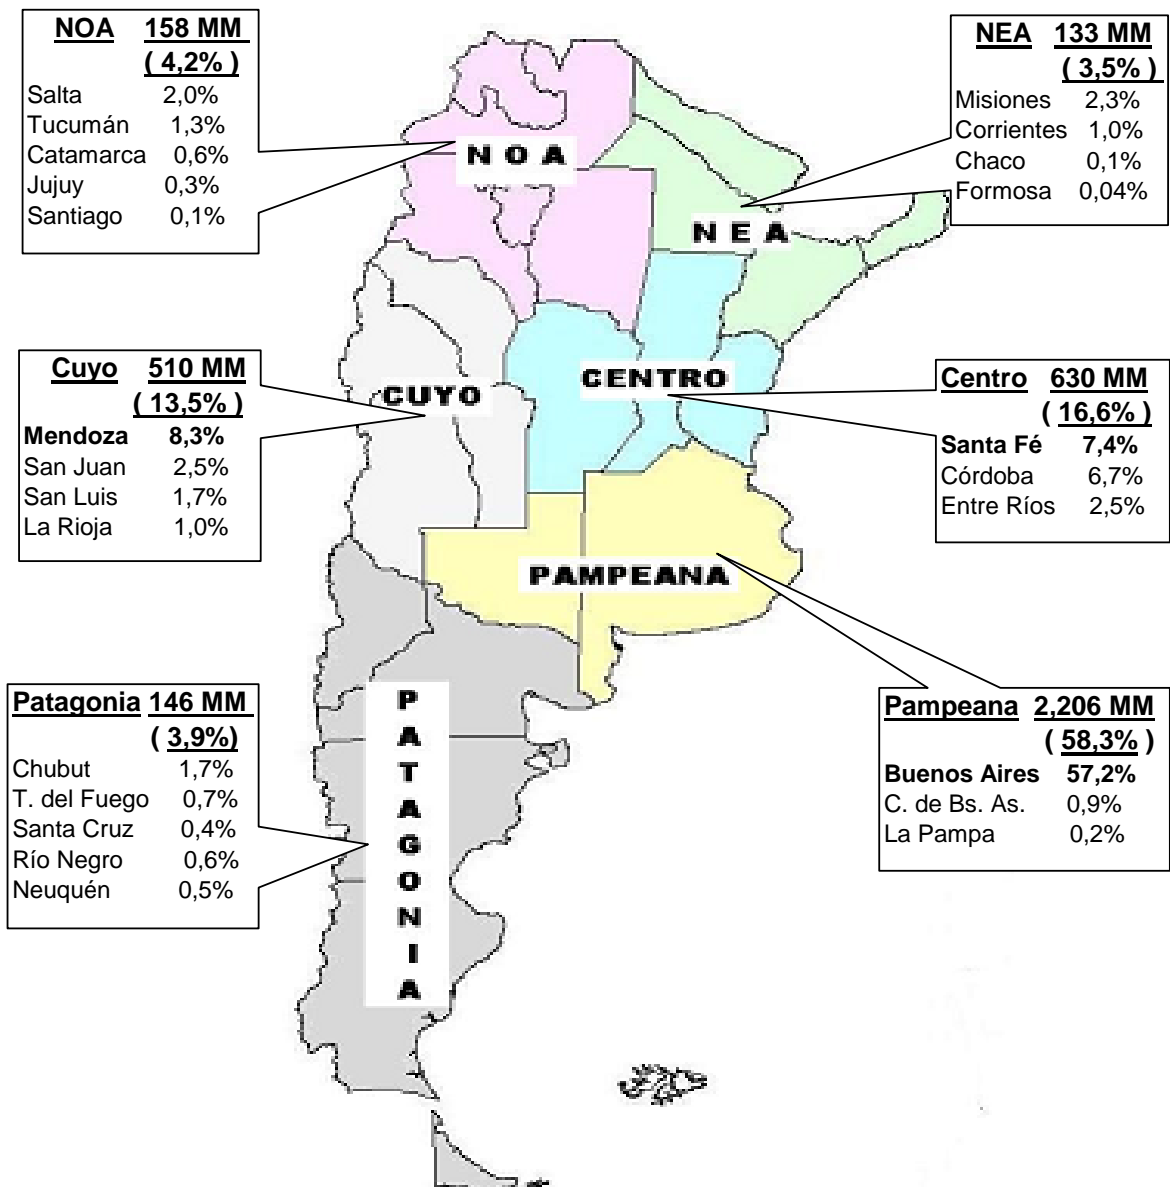 NOA 158 MM
( 4,2% )
Salta 2,0%
Tucumán 1,3%
Catamarca 0,6%
Jujuy 0,3%
Santiago 0,1%
NEA 133 MM
( 3,5% )
Misiones 2,3%
Corrientes 1,0%
Chaco 0,1%
Formosa 0,04%
NOA
NEA
Cuyo 510 MM
( 13,5% )
Mendoza 8,3%
San Juan 2,5%
San Luis 1,7%
La Rioja 1,0%
CUYO
CENTRO
Centro 630 MM
( 16,6% )
Santa Fé 7,4%
Córdoba 6,7%
Entre Ríos 2,5%
PAMPEANA
Patagonia 146 MM
( 3,9%)
Chubut 1,7%
T. del Fuego 0,7%
Santa Cruz 0,4%
Río Negro 0,6%
Neuquén 0,5%
PATAGONIA
Pampeana 2,206 MM
( 58,3% )
Buenos Aires 57,2%
C. de Bs. As. 0,9%
La Pampa 0,2%